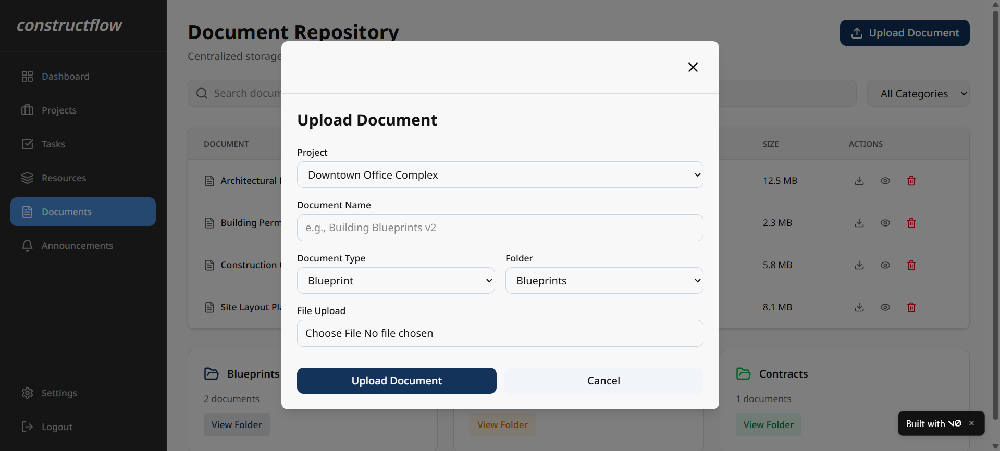 constructflow
Dashboard
Projects
Tasks
Resources
Documents
Announcements
Settings
Logout
Document Repository
Centralized storage
Upload Document
Search docum
All Categories
DOCUMENT
SIZE
ACTIONS
Architectural
12.5 MB
Building Perm
2.3 MB
Construction
5.8 MB
Site Layout Pla
8.1 MB
Upload Document
Project
Downtown Office Complex
Document Name
e.g., Building Blueprints v2
Document Type
Folder
Blueprint
Blueprints
File Upload
Choose File No file chosen
Upload Document
Cancel
Blueprints
2 documents
View Folder
View Folder
Contracts
1 documents
View Folder
Built with v0